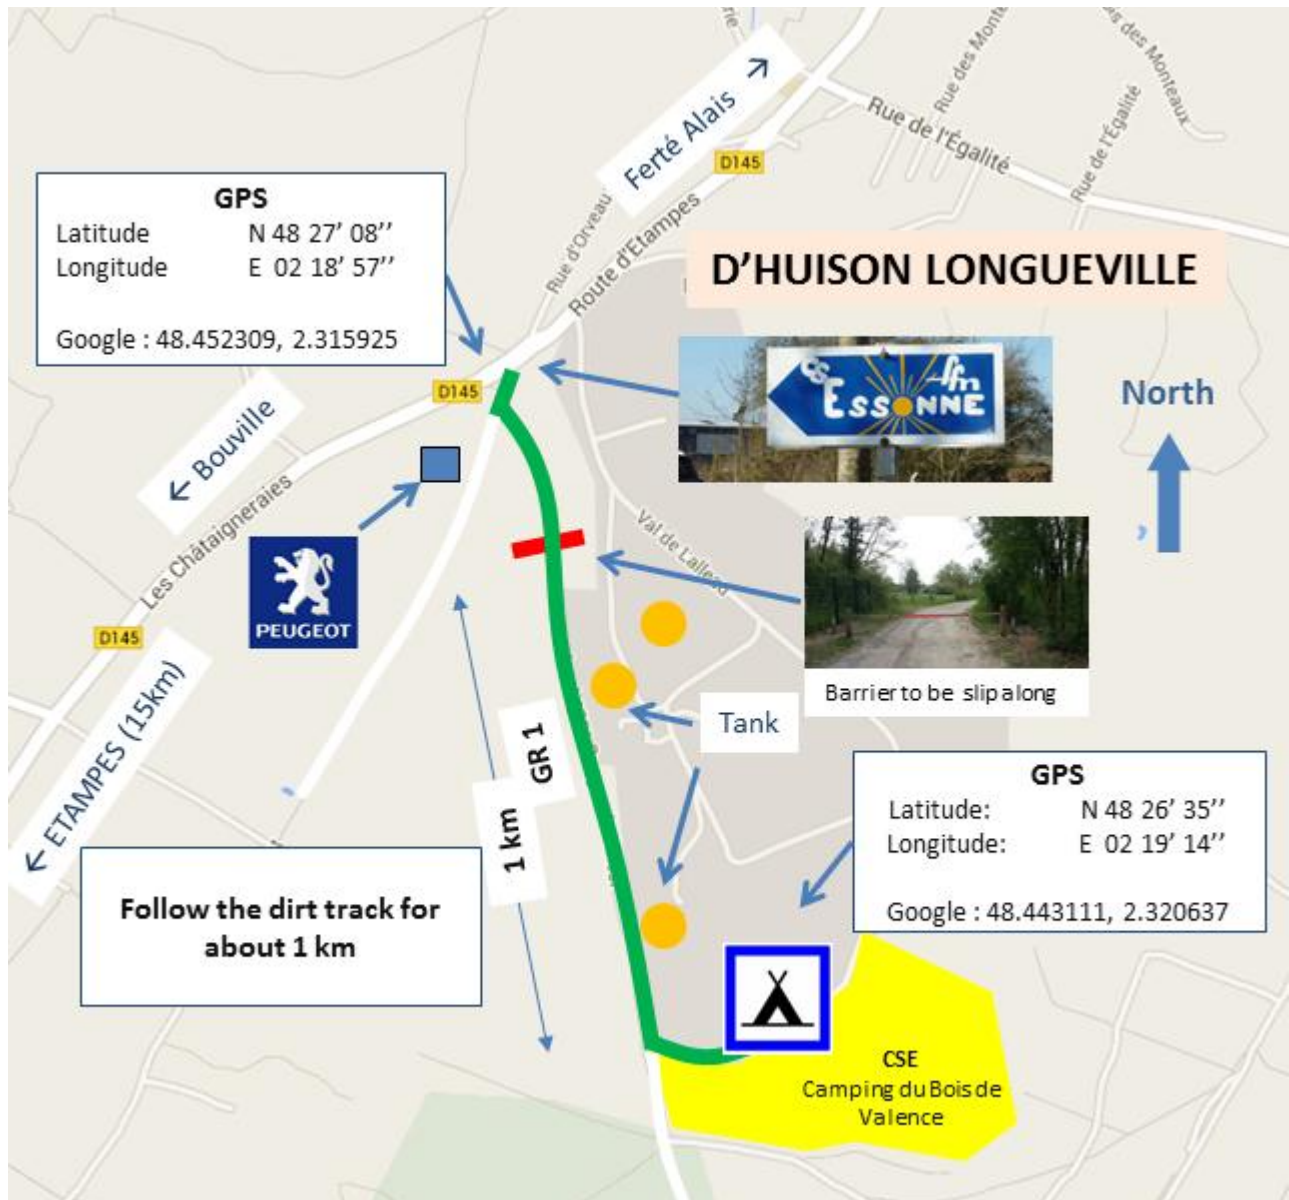 Ferté Alais ↗
D145
Rue de l'Égalité
Rue des Mont
is des Monteaux
Rue de l'Égalité
rie
GPS
Latitude N 48 27' 08''
Longitude E 02 18' 57''
Google : 48.452309, 2.315925
Rue d'Orveau
Route d'Etampes
D'HUISON LONGUEVILLE
CS ESSONNE
North
D145
← Bouville
Les Châtaigneraies
PEUGEOT
D145
← ETAMPES (15km)
Val de Lalleau
Barrier to be slip along
Tank
GR 1
1 km
GPS
Latitude: N 48 26' 35''
Longitude: E 02 19' 14''
Google : 48.443111, 2.320637
Follow the dirt track for
about 1 km
CSE
Camping du Bois de
Valence